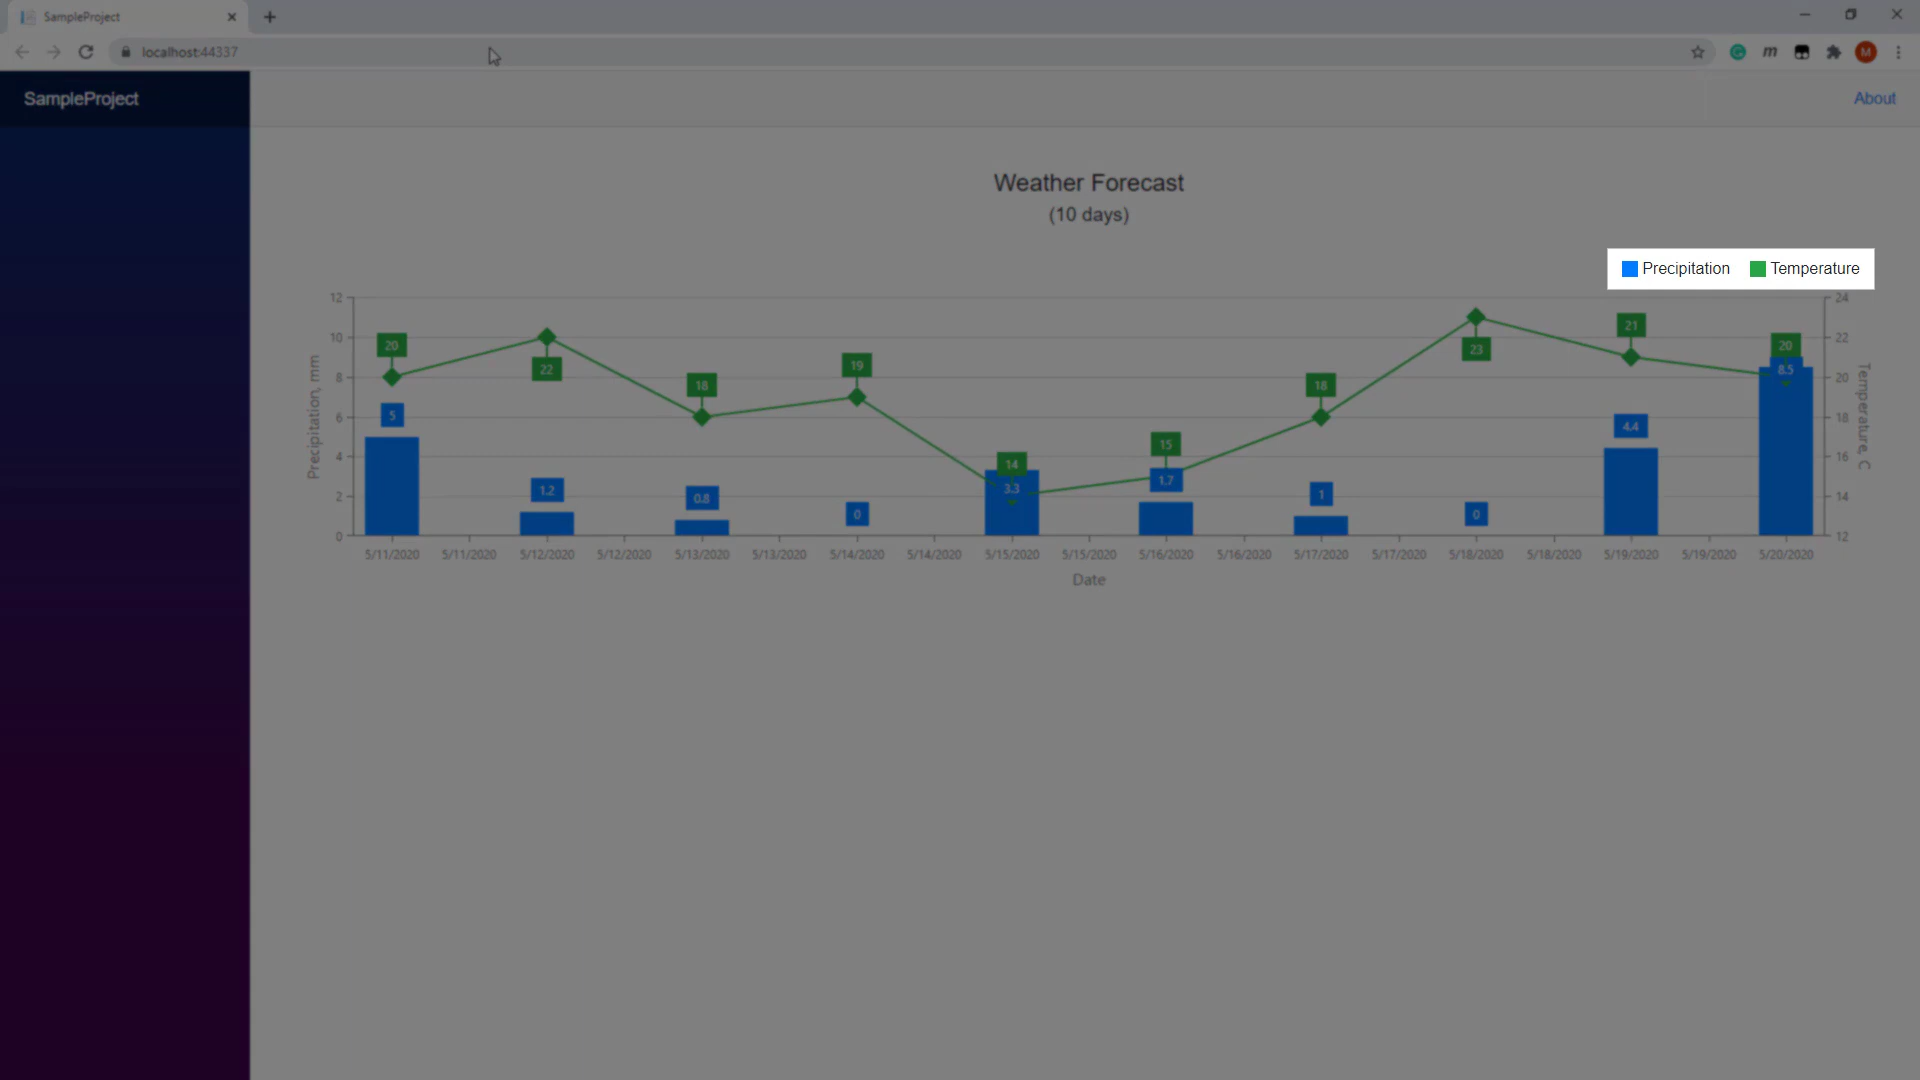 SampleProject
localhost:44337
M
SampleProject
About
Weather Forecast
(10 days)
Precipitation Temperature
12 10 8 6 4 2 0
Precipitation, mm
20 22 18 19 14 15 18 23 21 20
5 1.2 0.8 0 3.3 1.7 1 0 4.4 8.5
24 22 20 18 16 14 12
Temperature, C
5/11/2020 5/11/2020 5/12/2020 5/12/2020 5/13/2020 5/13/2020 5/14/2020 5/14/2020 5/15/2020 5/15/2020 5/16/2020 5/16/2020 5/17/2020 5/17/2020 5/18/2020 5/18/2020 5/19/2020 5/19/2020 5/20/2020
Date